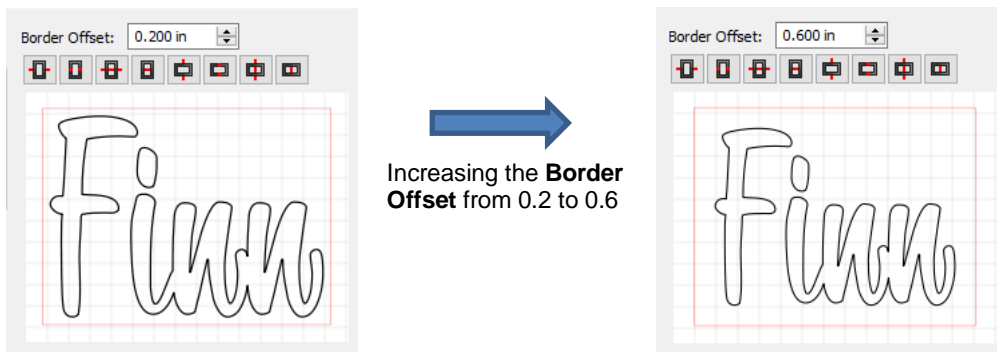 Border Offset: 0.200 in
Finn
Increasing the Border
Offset from 0.2 to 0.6
Border Offset: 0.600 in
Finn